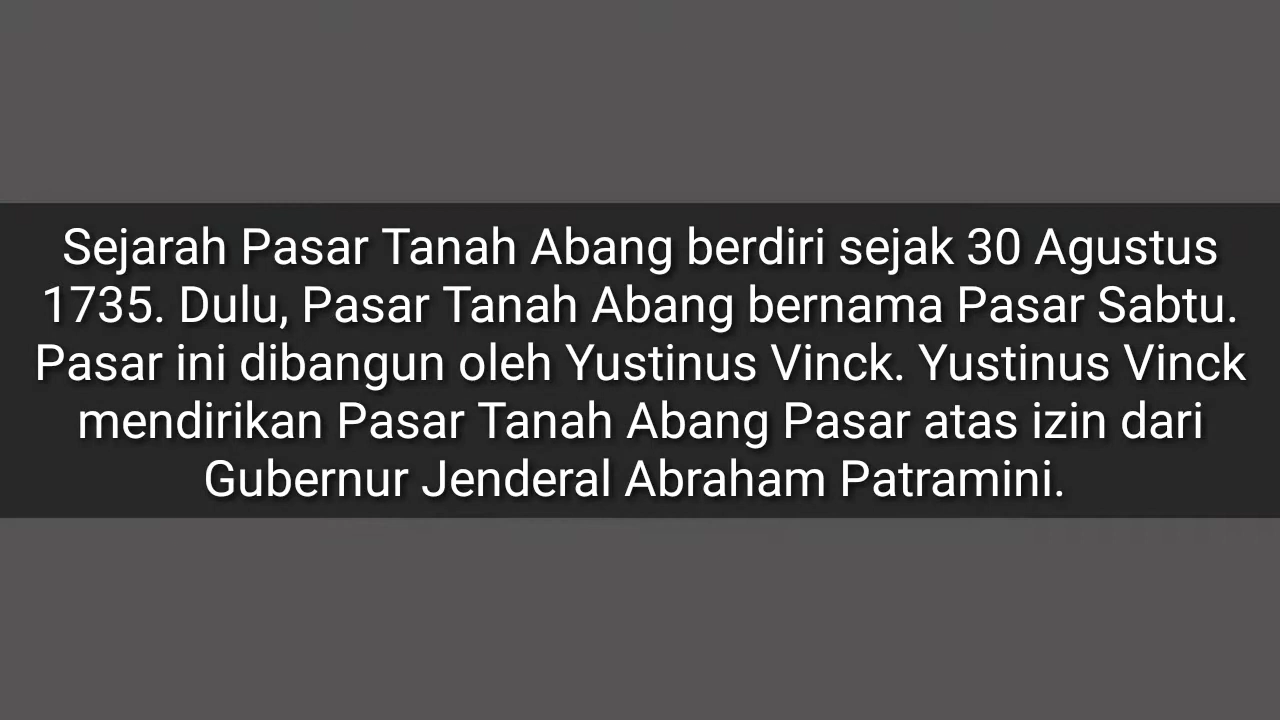 Sejarah Pasar Tanah Abang berdiri sejak 30 Agustus
1735. Dulu, Pasar Tanah Abang bernama Pasar Sabtu.
Pasar ini dibangun oleh Yustinus Vinck. Yustinus Vinck
mendirikan Pasar Tanah Abang Pasar atas izin dari
Gubernur Jenderal Abraham Patramini.